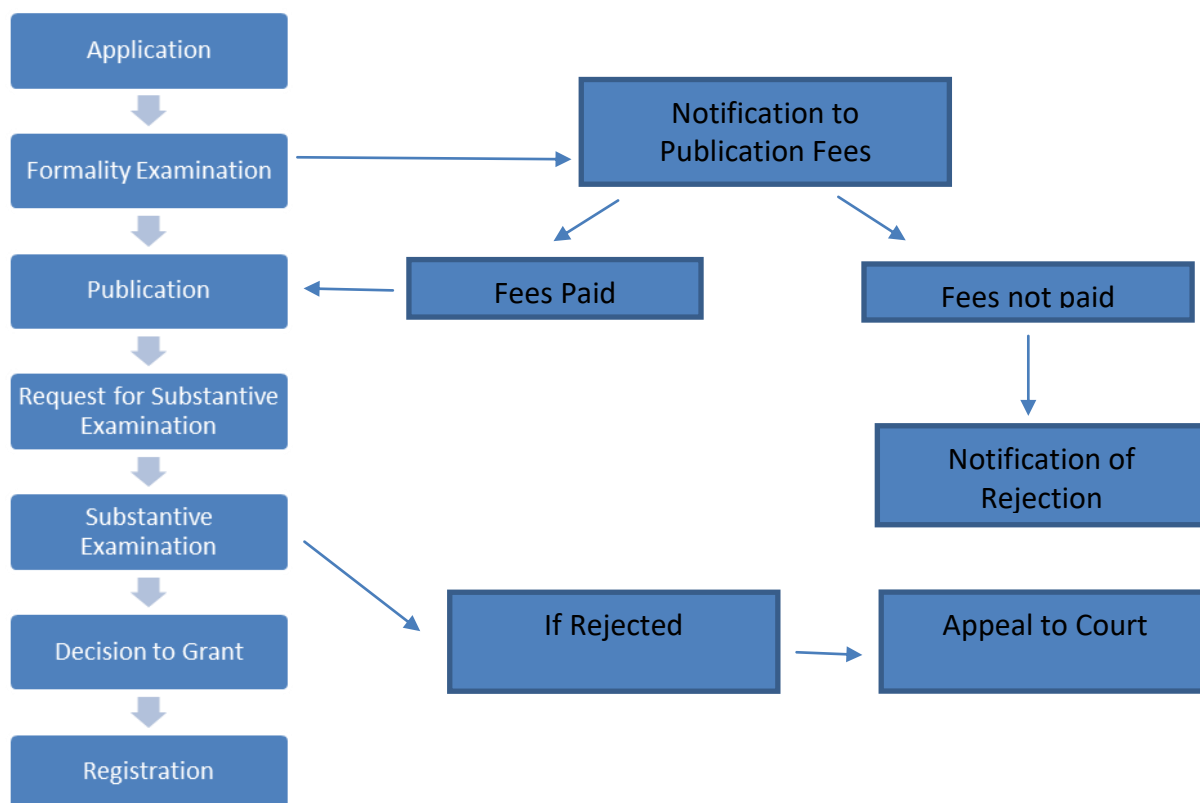 Application
Formality Examination
Notification to
Publication Fees
Publication
Fees Paid
Fees not paid
Request for Substantive
Examination
Notification of
Rejection
Substantive
Examination
If Rejected
Appeal to Court
Decision to Grant
Registration